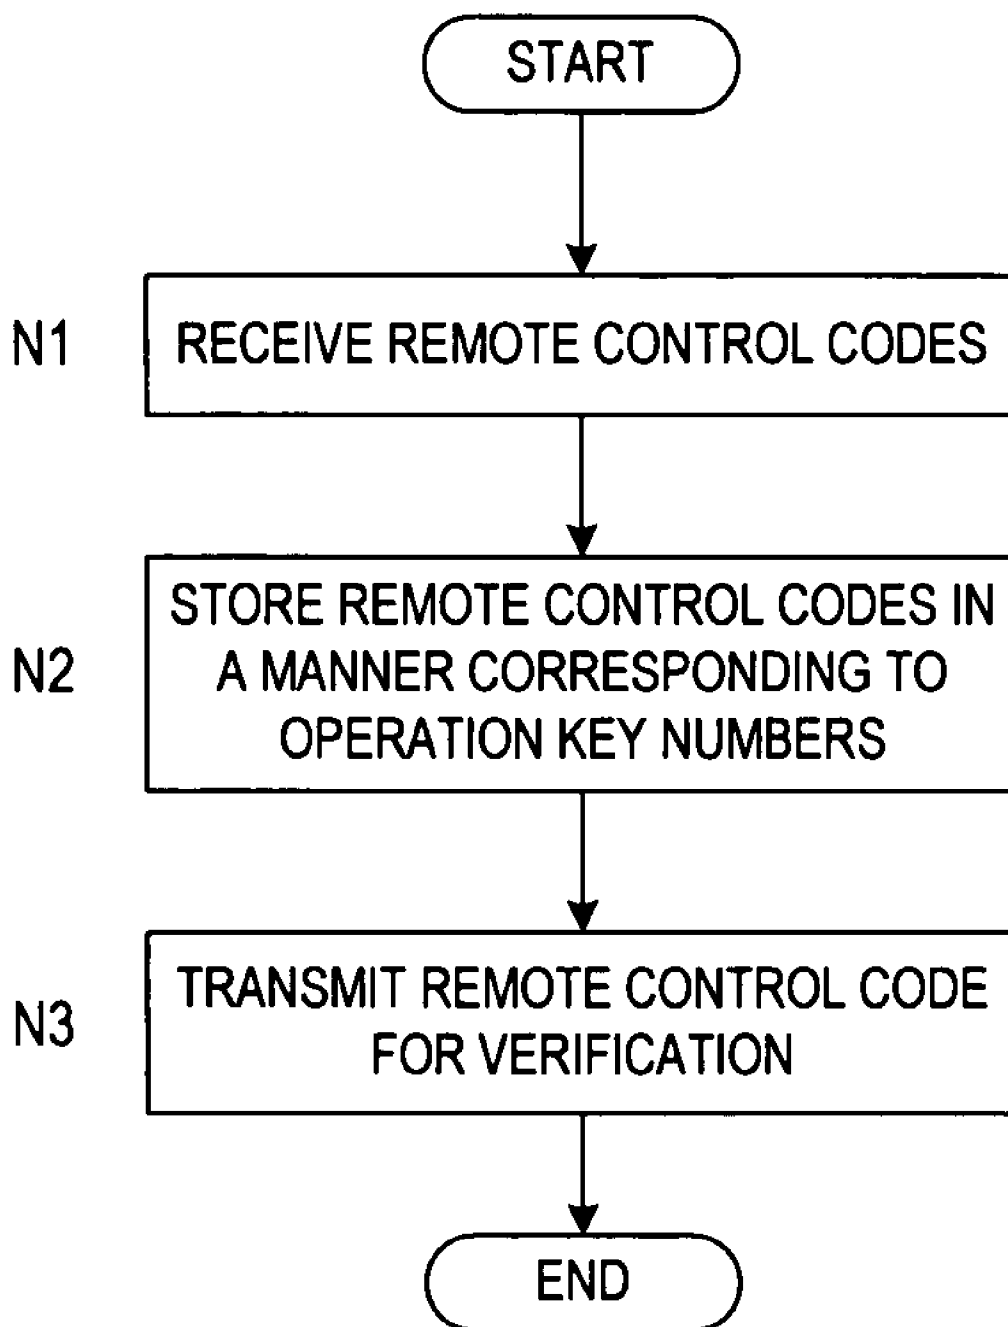 START
N1
RECEIVE REMOTE CONTROL CODES
N2
STORE REMOTE CONTROL CODES IN
A MANNER CORRESPONDING TO
OPERATION KEY NUMBERS
N3
TRANSMIT REMOTE CONTROL CODE
FOR VERIFICATION
END